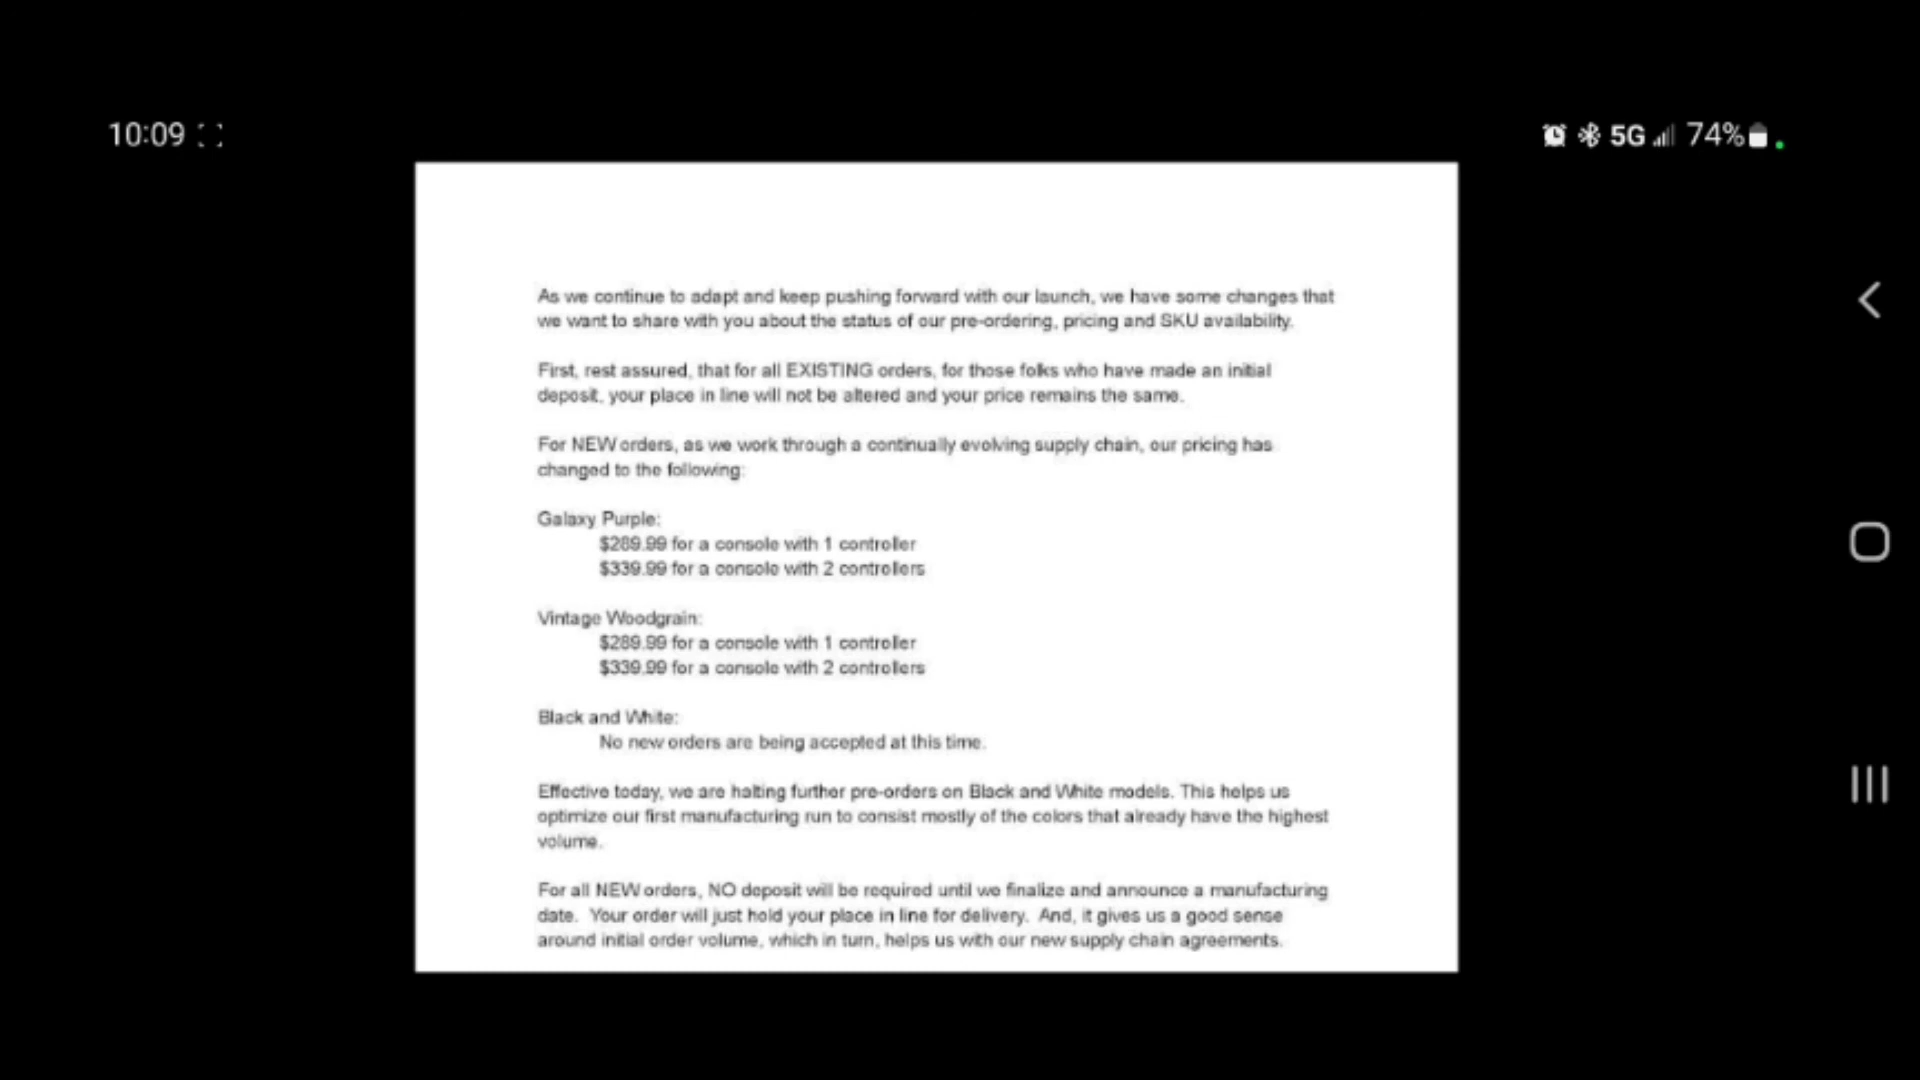 10:09
5G 74%
As we continue to adapt and keep pushing forward with our launch, we have some changes that
we want to share with you about the status of our pre-ordering, pricing and SKU availability.
First, rest assured, that for all EXISTING orders, for those folks who have made an initial
deposit, your place in line will not be altered and your price remains the same.
For NEW orders, as we work through a continually evolving supply chain, our pricing has
changed to the following:
Galaxy Purple:
$289.99 for a console with 1 controller
$339.99 for a console with 2 controllers
Vintage Woodgrain:
$289.99 for a console with 1 controller
$339.99 for a console with 2 controllers
Black and White:
No new orders are being accepted at this time.
Effective today, we are halting further pre-orders on Black and White models. This helps us
optimize our first manufacturing run to consist mostly of the colors that already have the highest
volume.
For all NEW orders, NO deposit will be required until we finalize and announce a manufacturing
date. Your order will just hold your place in line for delivery. And, it gives us a good sense
around initial order volume, which in turn, helps us with our new supply chain agreements.